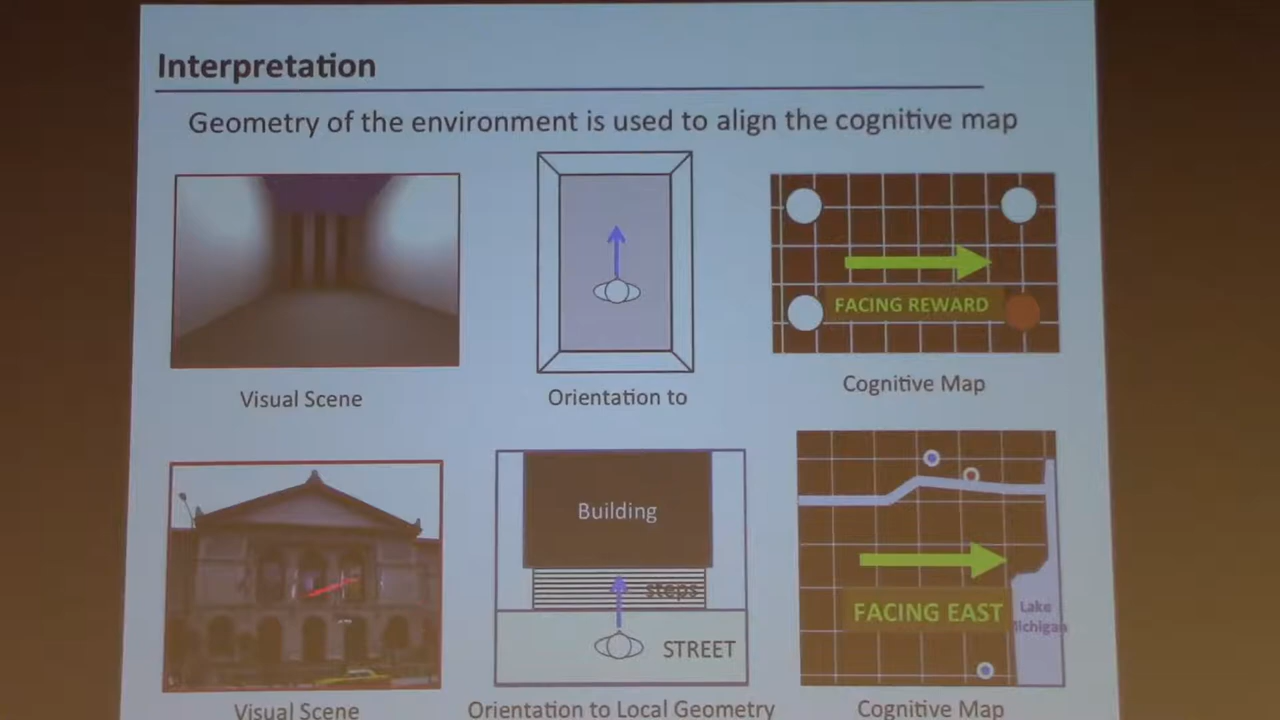 Interpretation
Geometry of the environment is used to align the cognitive map
FACING REWARD
Visual Scene
Orientation to
Cognitive Map
Building
steps
STREET
FACING EAST
Lake
Michigan
Visual Scene
Orientation to Local Geometry
Cognitive Map